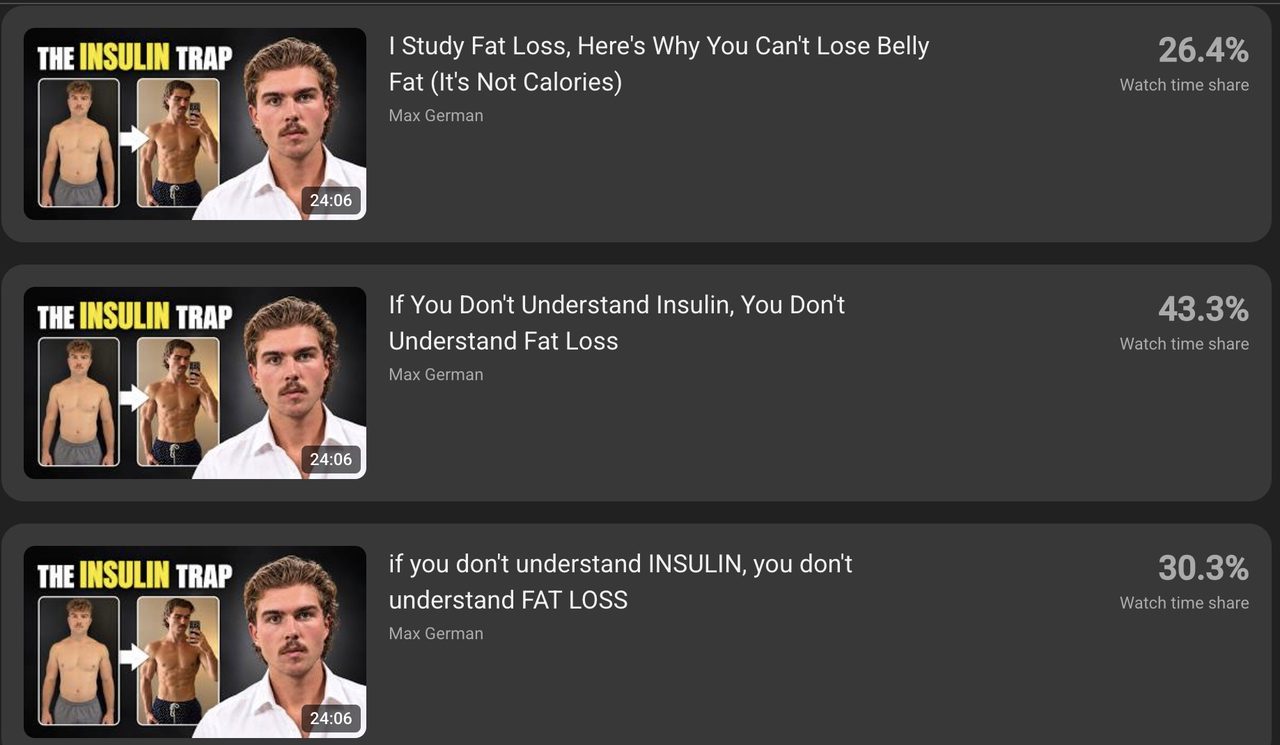 THE INSULIN TRAP
24:06
I Study Fat Loss, Here's Why You Can't Lose Belly
Fat (It's Not Calories)
Max German
26.4%
Watch time share
THE INSULIN TRAP
24:06
If You Don't Understand Insulin, You Don't
Understand Fat Loss
Max German
43.3%
Watch time share
THE INSULIN TRAP
24:06
if you don't understand INSULIN, you don't
understand FAT LOSS
Max German
30.3%
Watch time share